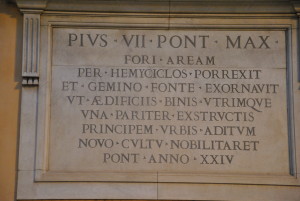 PIVS · VII · PONT · MAX ·
FORI · AREAM
PER · HEMYCICLOS · PORREXIT
ET · GEMINO · FONTE · EXORNAVIT
VT · ÆDIFICIIS · BINIS · VTRIMQVE
VNA · PARITER · EXSTRVCTIS
PRINCIPEM · VRBIS · ADITVM
NOVO · CVLTV · NOBILITARET
PONT · ANNO · XXIV